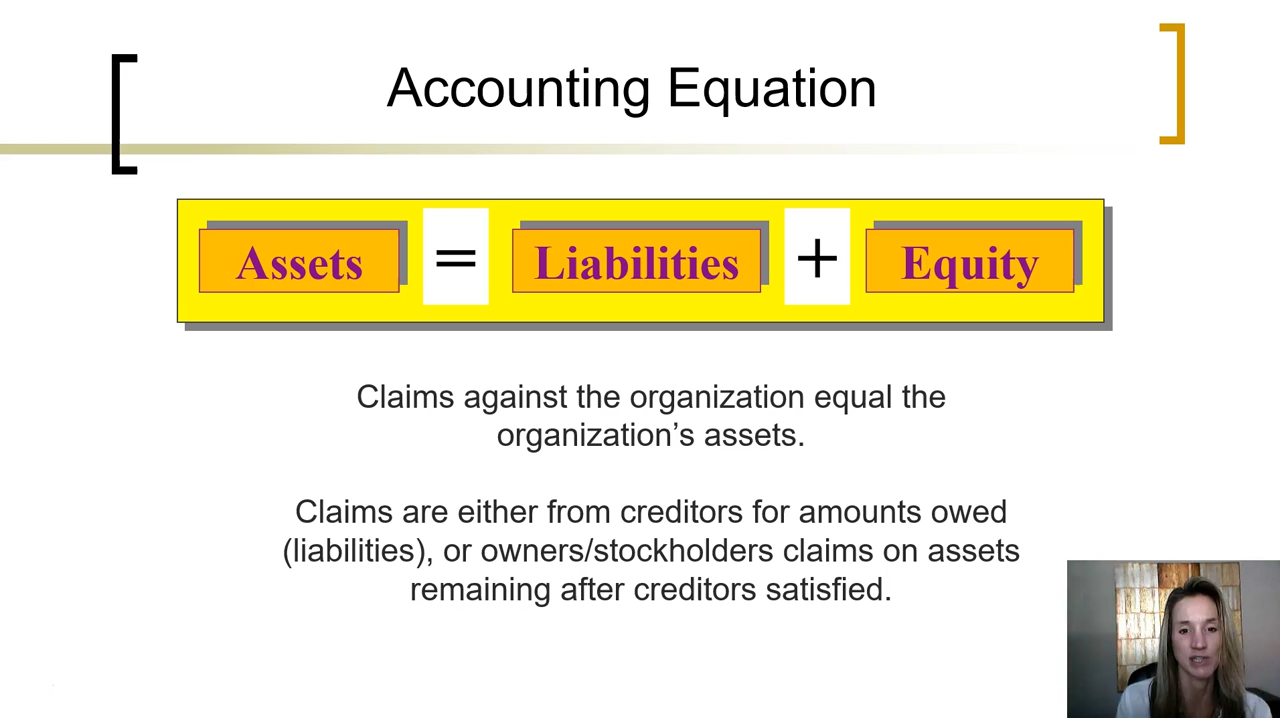 Accounting Equation
Assets = Liabilities + Equity
Claims against the organization equal the
organization’s assets.
Claims are either from creditors for amounts owed
(liabilities), or owners/stockholders claims on assets
remaining after creditors satisfied.